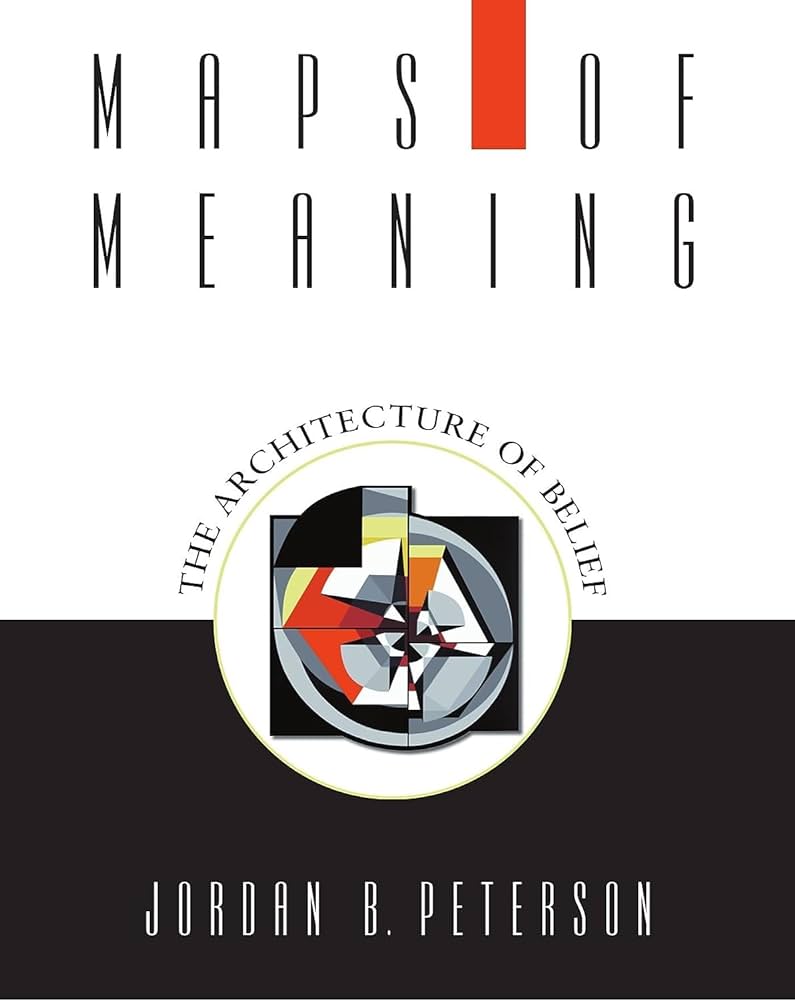 MAPS OF
MEANING
THE ARCHITECTURE OF BELIEF
JORDAN B. PETERSON